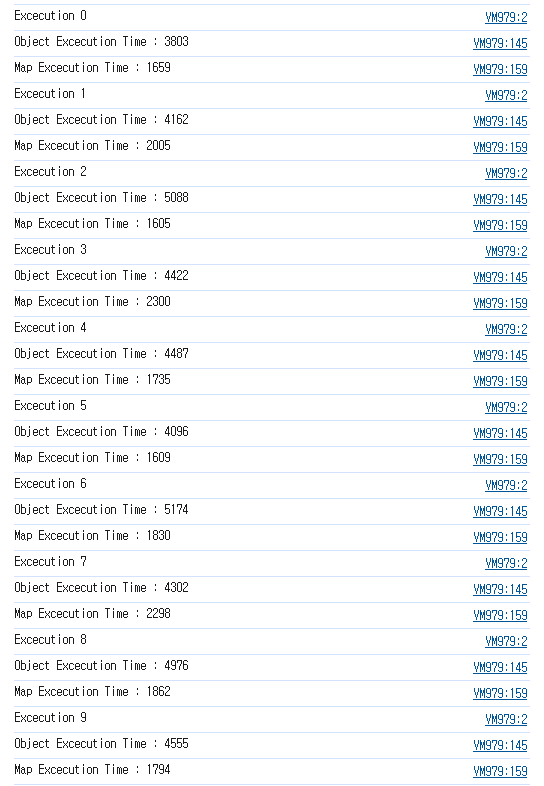 Excecution 0 VM979:2
Object Excecution Time : 3803 VM979:145
Map Excecution Time : 1659 VM979:159
Excecution 1 VM979:2
Object Excecution Time : 4162 VM979:145
Map Excecution Time : 2005 VM979:159
Excecution 2 VM979:2
Object Excecution Time : 5088 VM979:145
Map Excecution Time : 1605 VM979:159
Excecution 3 VM979:2
Object Excecution Time : 4422 VM979:145
Map Excecution Time : 2300 VM979:159
Excecution 4 VM979:2
Object Excecution Time : 4487 VM979:145
Map Excecution Time : 1735 VM979:159
Excecution 5 VM979:2
Object Excecution Time : 4096 VM979:145
Map Excecution Time : 1609 VM979:159
Excecution 6 VM979:2
Object Excecution Time : 5174 VM979:145
Map Excecution Time : 1830 VM979:159
Excecution 7 VM979:2
Object Excecution Time : 4302 VM979:145
Map Excecution Time : 2298 VM979:159
Excecution 8 VM979:2
Object Excecution Time : 4976 VM979:145
Map Excecution Time : 1862 VM979:159
Excecution 9 VM979:2
Object Excecution Time : 4555 VM979:145
Map Excecution Time : 1794 VM979:159